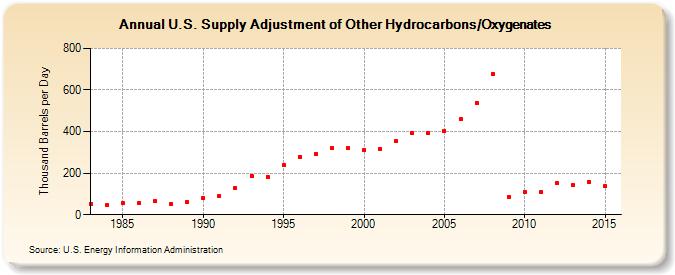 Annual U.S. Supply Adjustment of Other Hydrocarbons/Oxygenates
Thousand Barrels per Day
800
600
400
200
0
1985 1990 1995 2000 2005 2010 2015
Source: U.S. Energy Information Administration